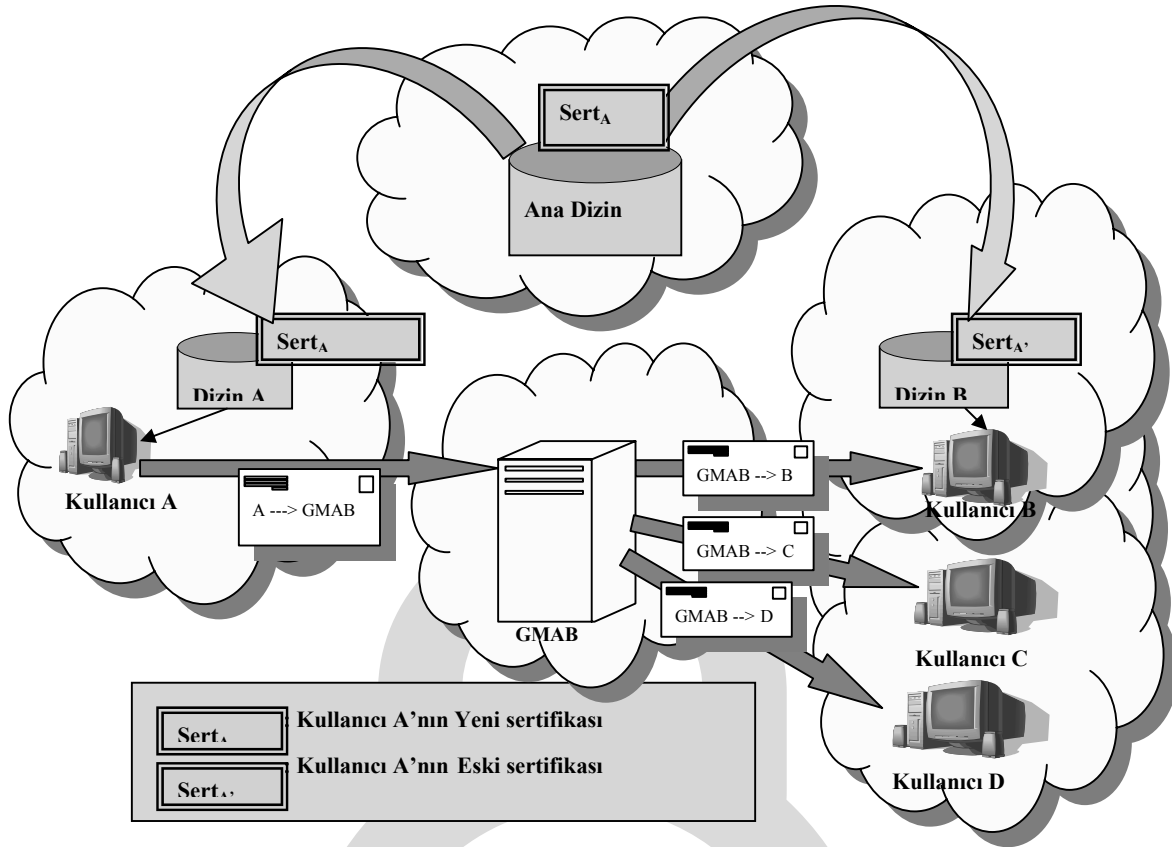 Sert_A
Ana Dizin
Sert_A
Dizin A
Kullanıcı A
A ---> GMAB
GMAB
GMAB --> B
GMAB --> C
GMAB --> D
Sert_A'
Dizin B
Kullanıcı B
Kullanıcı C
Kullanıcı D
Sert_A : Kullanıcı A'nın Yeni sertifikası
Sert_A' : Kullanıcı A'nın Eski sertifikası